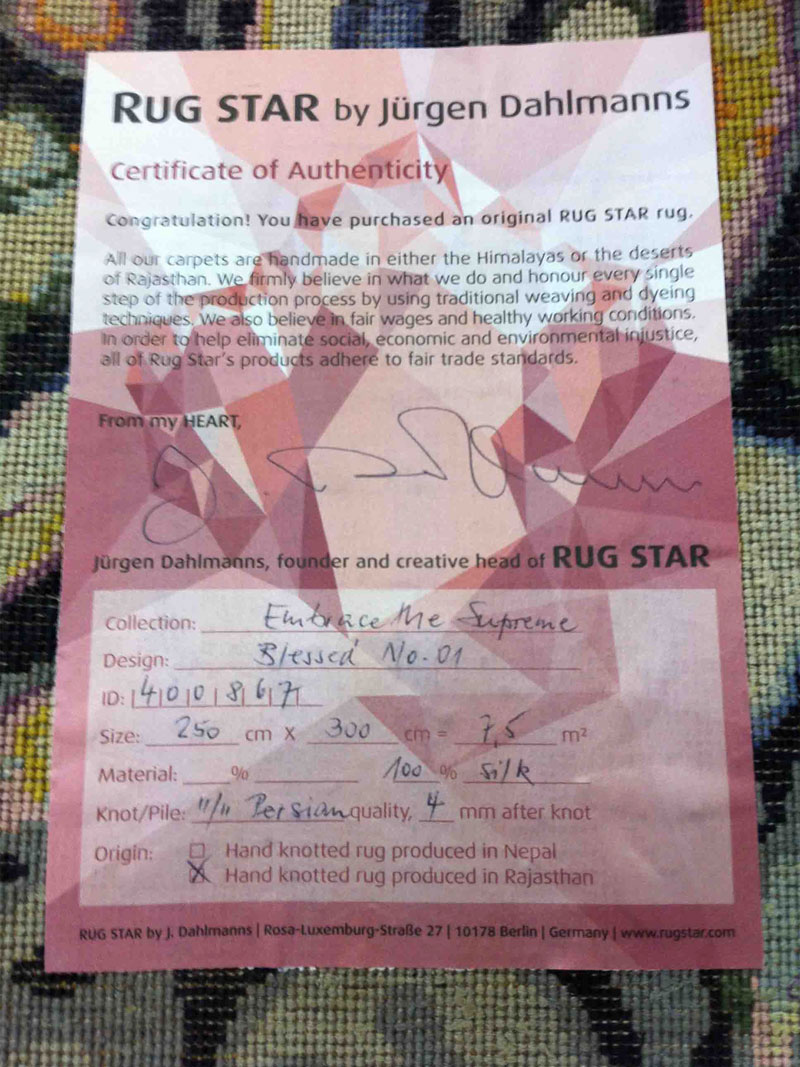 RUG STAR by Jürgen Dahlmanns
Certificate of Authenticity
Congratulation! You have purchased an original RUG STAR rug.
All our carpets are handmade in either the Himalayas or the deserts
of Rajasthan. We firmly believe in what we do and honour every single
step of the production process by using traditional weaving and dyeing
techniques. We also believe in fair wages and healthy working conditions.
In order to help eliminate social, economic and environmental injustice,
all of Rug Star's products adhere to fair trade standards.
From my HEART,
J. Dahlmanns
Jürgen Dahlmanns, founder and creative head of RUG STAR
Collection: Embrace Me Supreme
Design: Blessed No. 01
ID: 4008671
Size: 250 cm X 300 cm = 7,5 m²
Material: % 100 % silk
Knot/Pile: 11/11 Persian quality, 4 mm after knot
Origin: Hand knotted rug produced in Nepal
X Hand knotted rug produced in Rajasthan
RUG STAR by J. Dahlmanns | Rosa-Luxemburg-Straße 27 | 10178 Berlin | Germany | www.rugstar.com